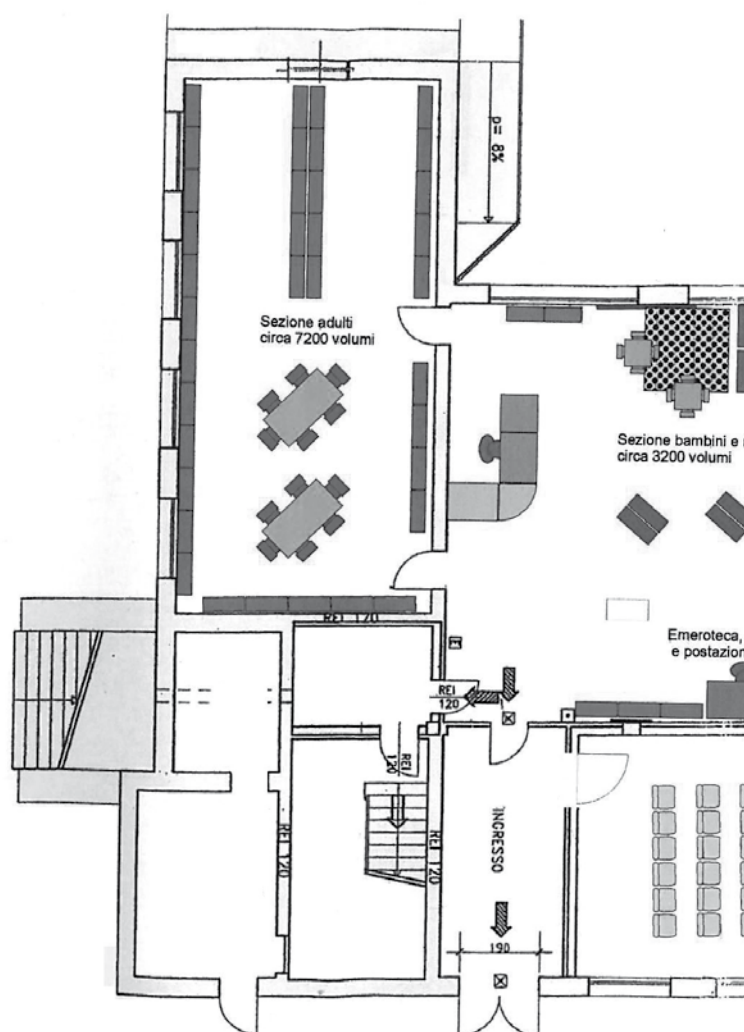 p= 8%
Sezione adulti
circa 7200 volumi
Sezione bambini e
circa 3200 volumi
REI 120
E
Emeroteca,
e postazion
REI
120
REI
120
INGRESSO
REI 120
REI 120
190